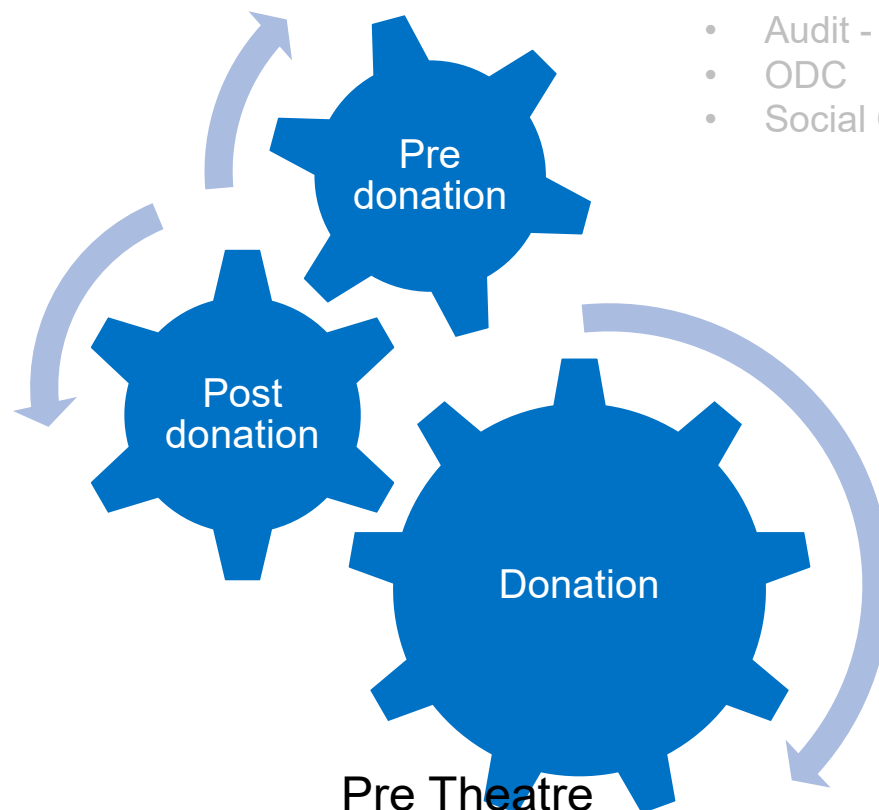 • Audit -
• ODC
• Social
Pre
donation
Post
donation
Donation
Pre Theatre